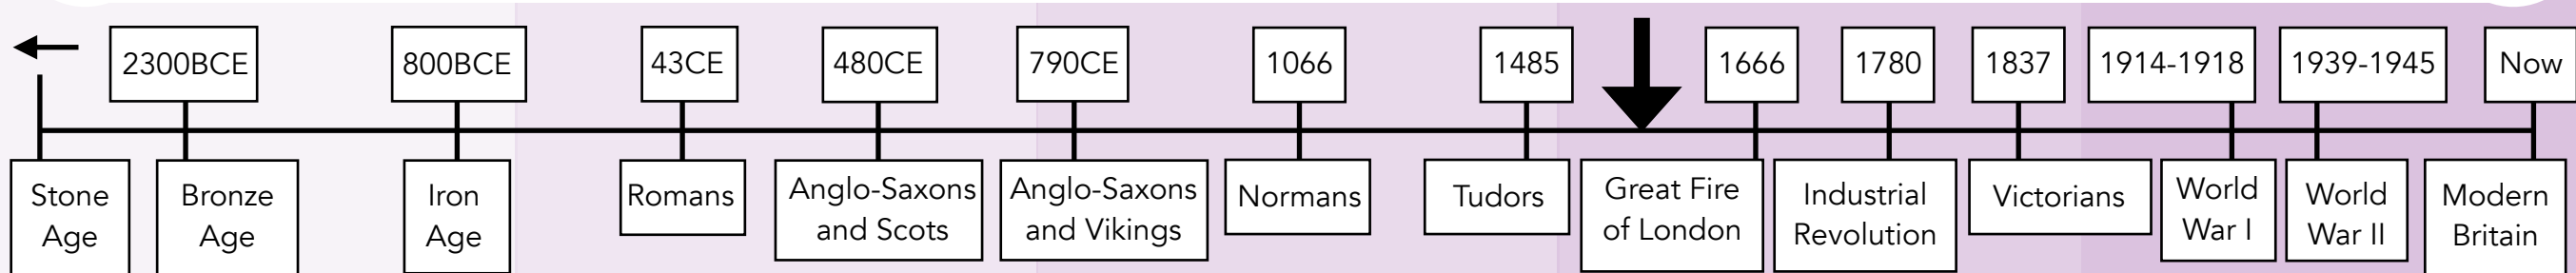 2300BCE
800BCE
43CE
480CE
790CE
1066
1485
1666
1780
1837
1914-1918
1939-1945
Now
Stone
Age
Bronze
Age
Iron
Age
Romans
Anglo-Saxons
and Scots
Anglo-Saxons
and Vikings
Normans
Tudors
Great Fire
of London
Industrial
Revolution
Victorians
World
War I
World
War II
Modern
Britain